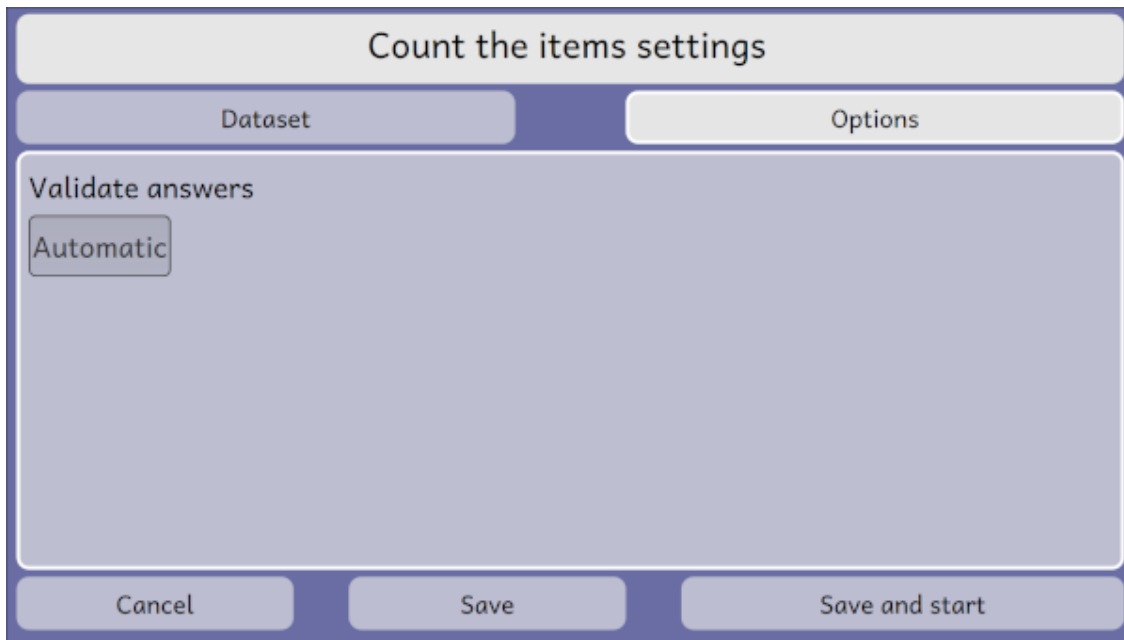 Count the items settings
Dataset
Options
Validate answers
Automatic
Cancel
Save
Save and start